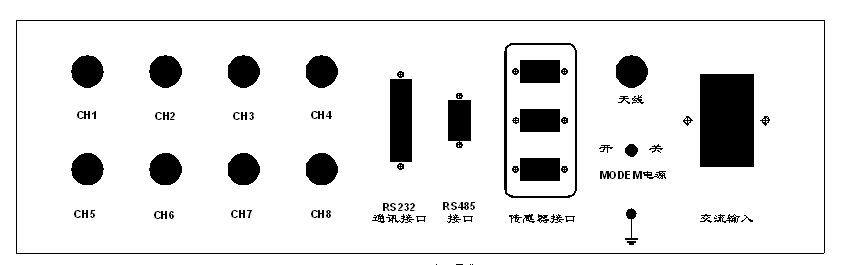 CH1 CH2 CH3 CH4
CH5 CH6 CH7 CH8
RS232
通讯接口
RS485
接口
传感器接口
天线
开 关
MODEM电源
交流输入